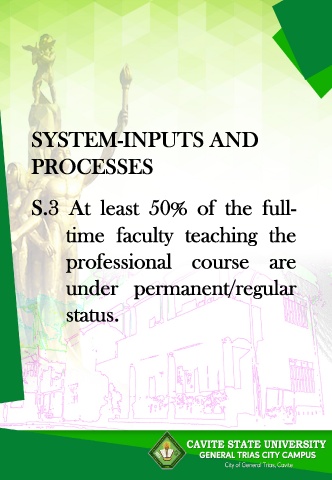 SYSTEM-INPUTS AND
PROCESSES
S.3 At least 50% of the full-
time faculty teaching the
professional course are
under permanent/regular
status.
CAVITE STATE UNIVERSITY
GENERAL TRIAS CITY CAMPUS
City of General Trias, Cavite